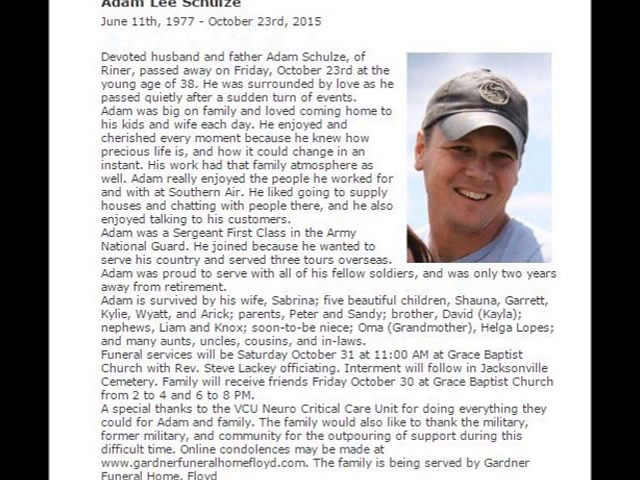 Adam Lee Schulze
June 11th, 1977 - October 23rd, 2015
Devoted husband and father Adam Schulze, of
Riner, passed away on Friday, October 23rd at the
young age of 38. He was surrounded by love as he
passed quietly after a sudden turn of events.
Adam was big on family and loved coming home to
his kids and wife each day. He enjoyed and
cherished every moment because he knew how
precious life is, and how it could change in an
instant. His work had that family atmosphere as
well. Adam really enjoyed the people he worked for
and with at Southern Air. He liked going to supply
houses and chatting with people there, and he also
enjoyed talking to his customers.
Adam was a Sergeant First Class in the Army
National Guard. He joined because he wanted to
serve his country and served three tours overseas.
Adam was proud to serve with all of his fellow soldiers, and was only two years
away from retirement.
Adam is survived by his wife, Sabrina; five beautiful children, Shauna, Garrett,
Kylie, Wyatt, and Arick; parents, Peter and Sandy; brother, David (Kayla);
nephews, Liam and Knox; soon-to-be niece; Oma (Grandmother), Helga Lopes;
and many aunts, uncles, cousins, and in-laws.
Funeral services will be Saturday October 31 at 11:00 AM at Grace Baptist
Church with Rev. Steve Lackey officiating. Interment will follow in Jacksonville
Cemetery. Family will receive friends Friday October 30 at Grace Baptist Church
from 2 to 4 and 6 to 8 PM.
A special thanks to the VCU Neuro Critical Care Unit for doing everything they
could for Adam and family. The family would also like to thank the military,
former military, and community for the outpouring of support during this
difficult time. Online condolences may be made at
www.gardnerfuneralhomefloyd.com. The family is being served by Gardner
Funeral Home, Floyd